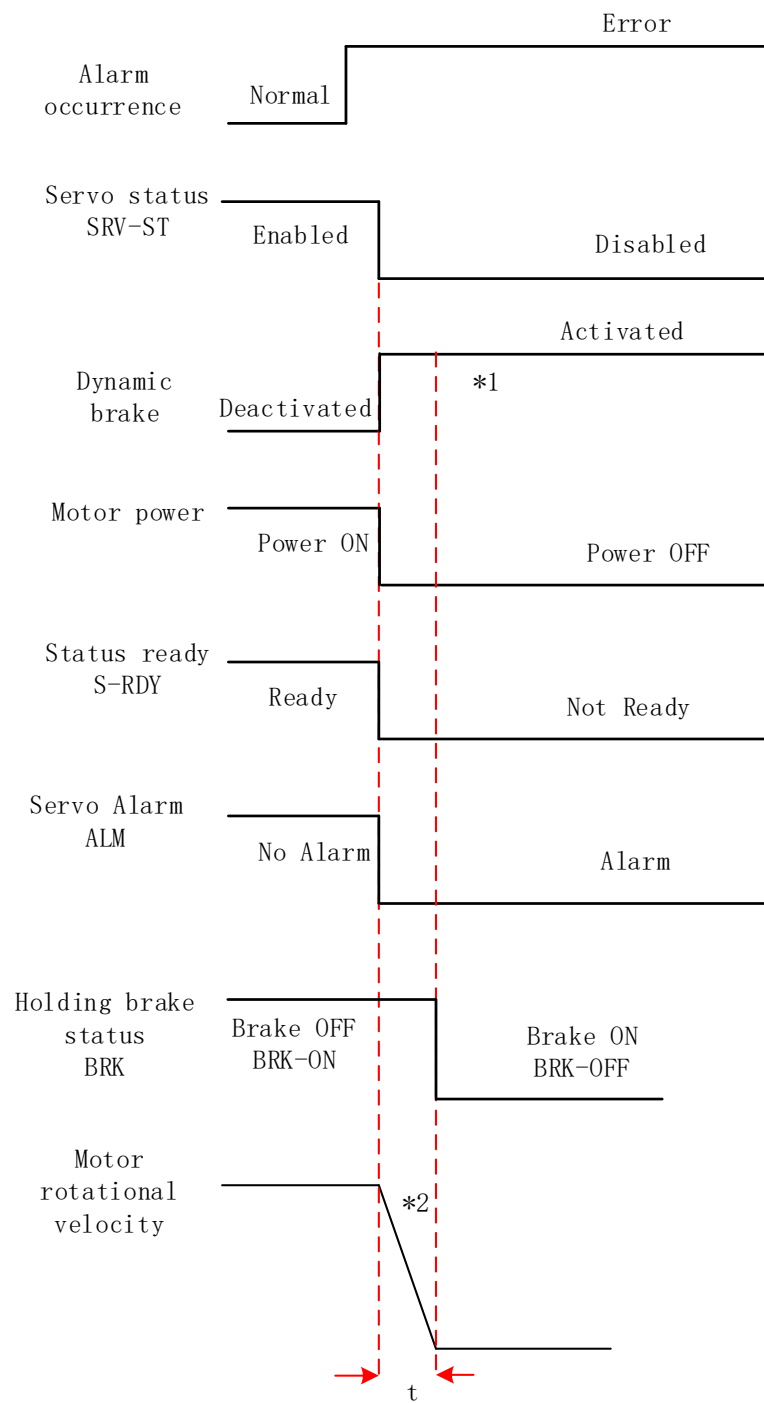 Error
Alarm
occurrence
Normal
Servo status
SRV-ST
Enabled
Disabled
Activated
Dynamic
brake
Deactivated
*1
Motor power
Power ON
Power OFF
Status ready
S-RDY
Ready
Not Ready
Servo Alarm
ALM
No Alarm
Alarm
Holding brake
status
BRK
Brake OFF
BRK-ON
Brake ON
BRK-OFF
Motor
rotational
velocity
*2
t